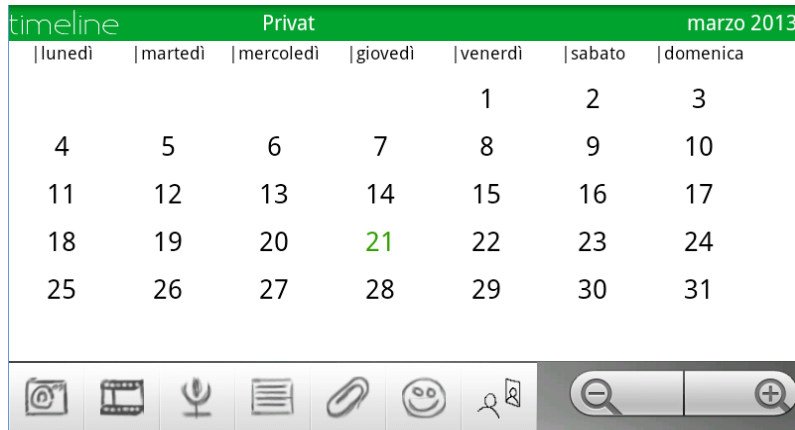 timeline Privat marzo 2013
|lunedì |martedì |mercoledì |giovedì |venerdì |sabato |domenica
1 2 3
4 5 6 7 8 9 10
11 12 13 14 15 16 17
18 19 20 21 22 23 24
25 26 27 28 29 30 31